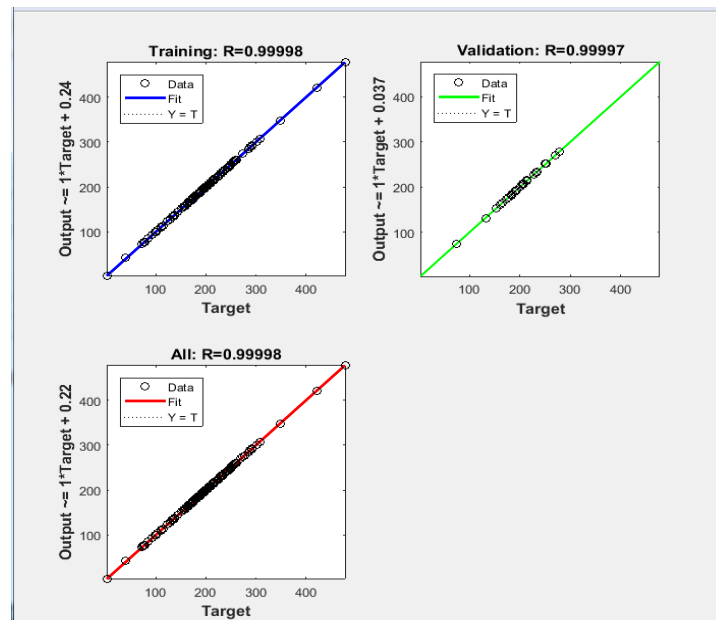 Training: R=0.99998
Output ~= 1*Target + 0.24
Data
Fit
Y = T
400
300
200
100
100
200
300
400
Target
Validation: R=0.99997
Output ~= 1*Target + 0.037
Data
Fit
Y = T
400
300
200
100
100
200
300
400
Target
All: R=0.99998
Output ~= 1*Target + 0.22
Data
Fit
Y = T
400
300
200
100
100
200
300
400
Target